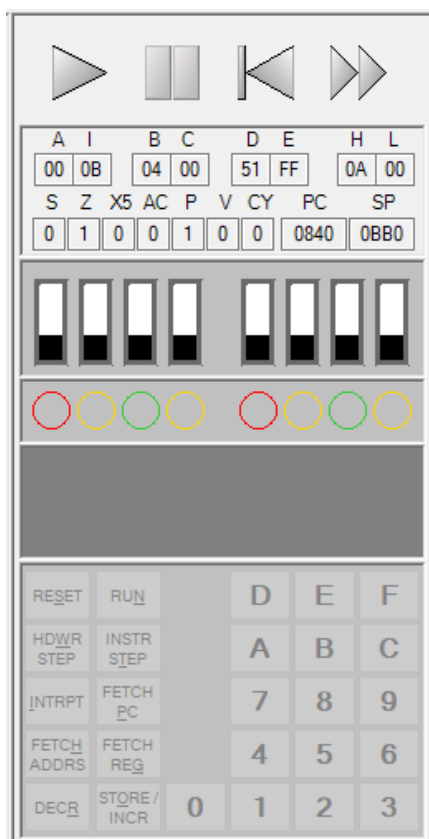 A I B C D E H L
00 0B 04 00 51 FF 0A 00
S Z X5 AC P V CY PC SP
0 1 0 0 1 0 0 0840 0BB0
RESET RUN D E F
HDWR STEP INSTR STEP A B C
INTRPT FETCH PC 7 8 9
FETCH ADDRS FETCH REG 4 5 6
DECR STORE / INCR 0 1 2 3